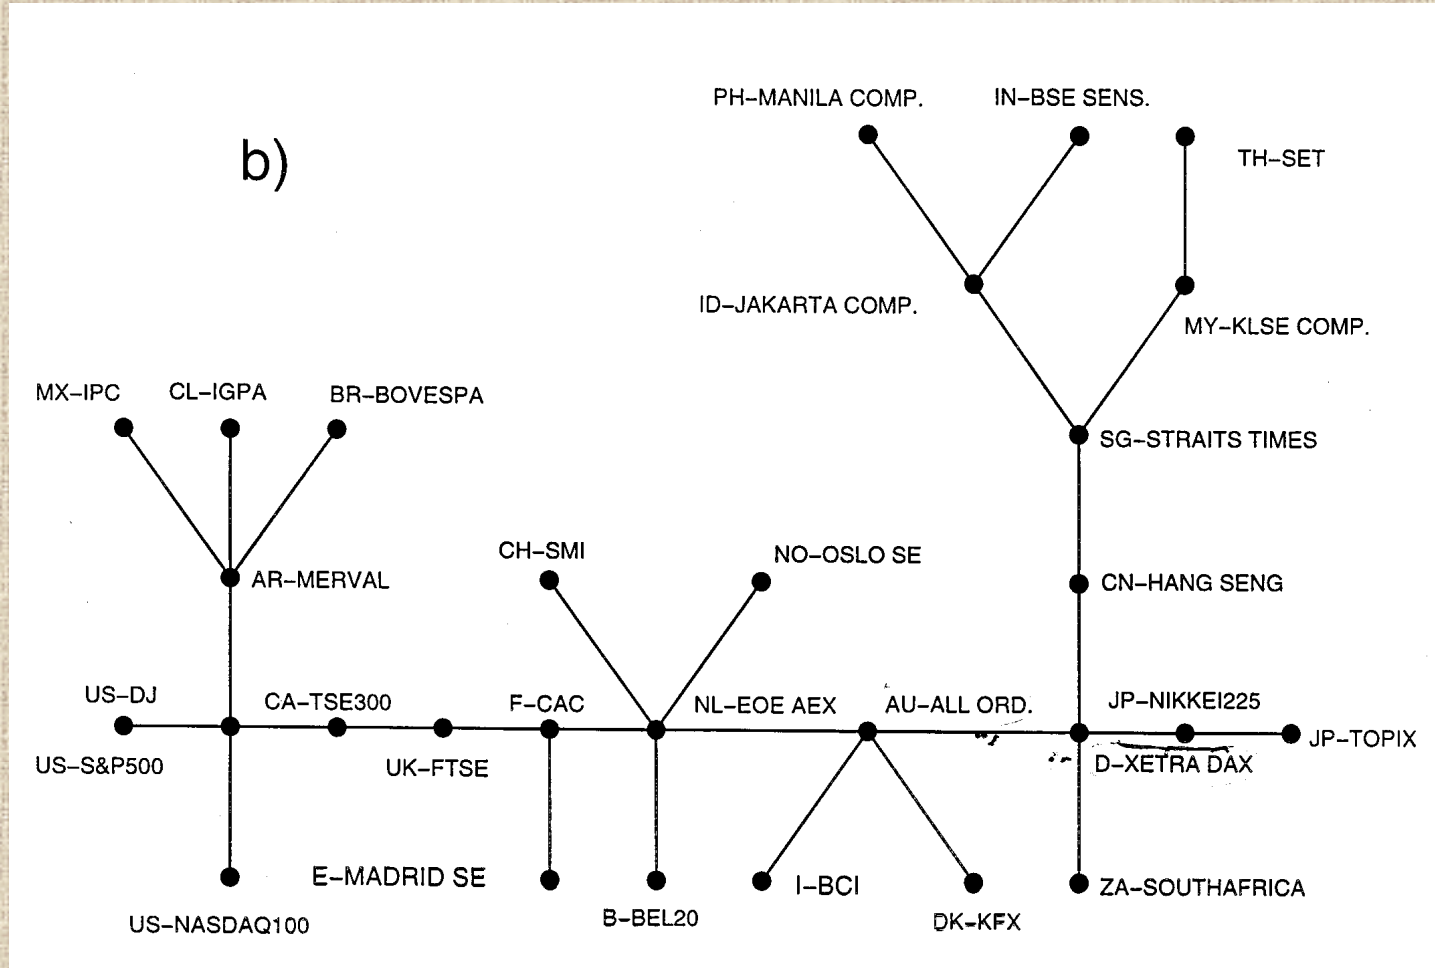 PH–MANILA COMP.
IN–BSE SENS.
b)
TH–SET
ID–JAKARTA COMP.
MY–KLSE COMP.
MX–IPC
CL–IGPA
BR–BOVESPA
SG–STRAITS TIMES
CH–SMI
NO–OSLO SE
AR–MERVAL
CN–HANG SENG
US–DJ
CA–TSE300
F–CAC
NL–EOE AEX
AU–ALL ORD.
JP–NIKKEI225
JP–TOPIX
US–S&P500
UK–FTSE
D–XETRA DAX
E–MADRID SE
I–BCI
ZA–SOUTHAFRICA
US–NASDAQ100
B–BEL20
DK–KFX